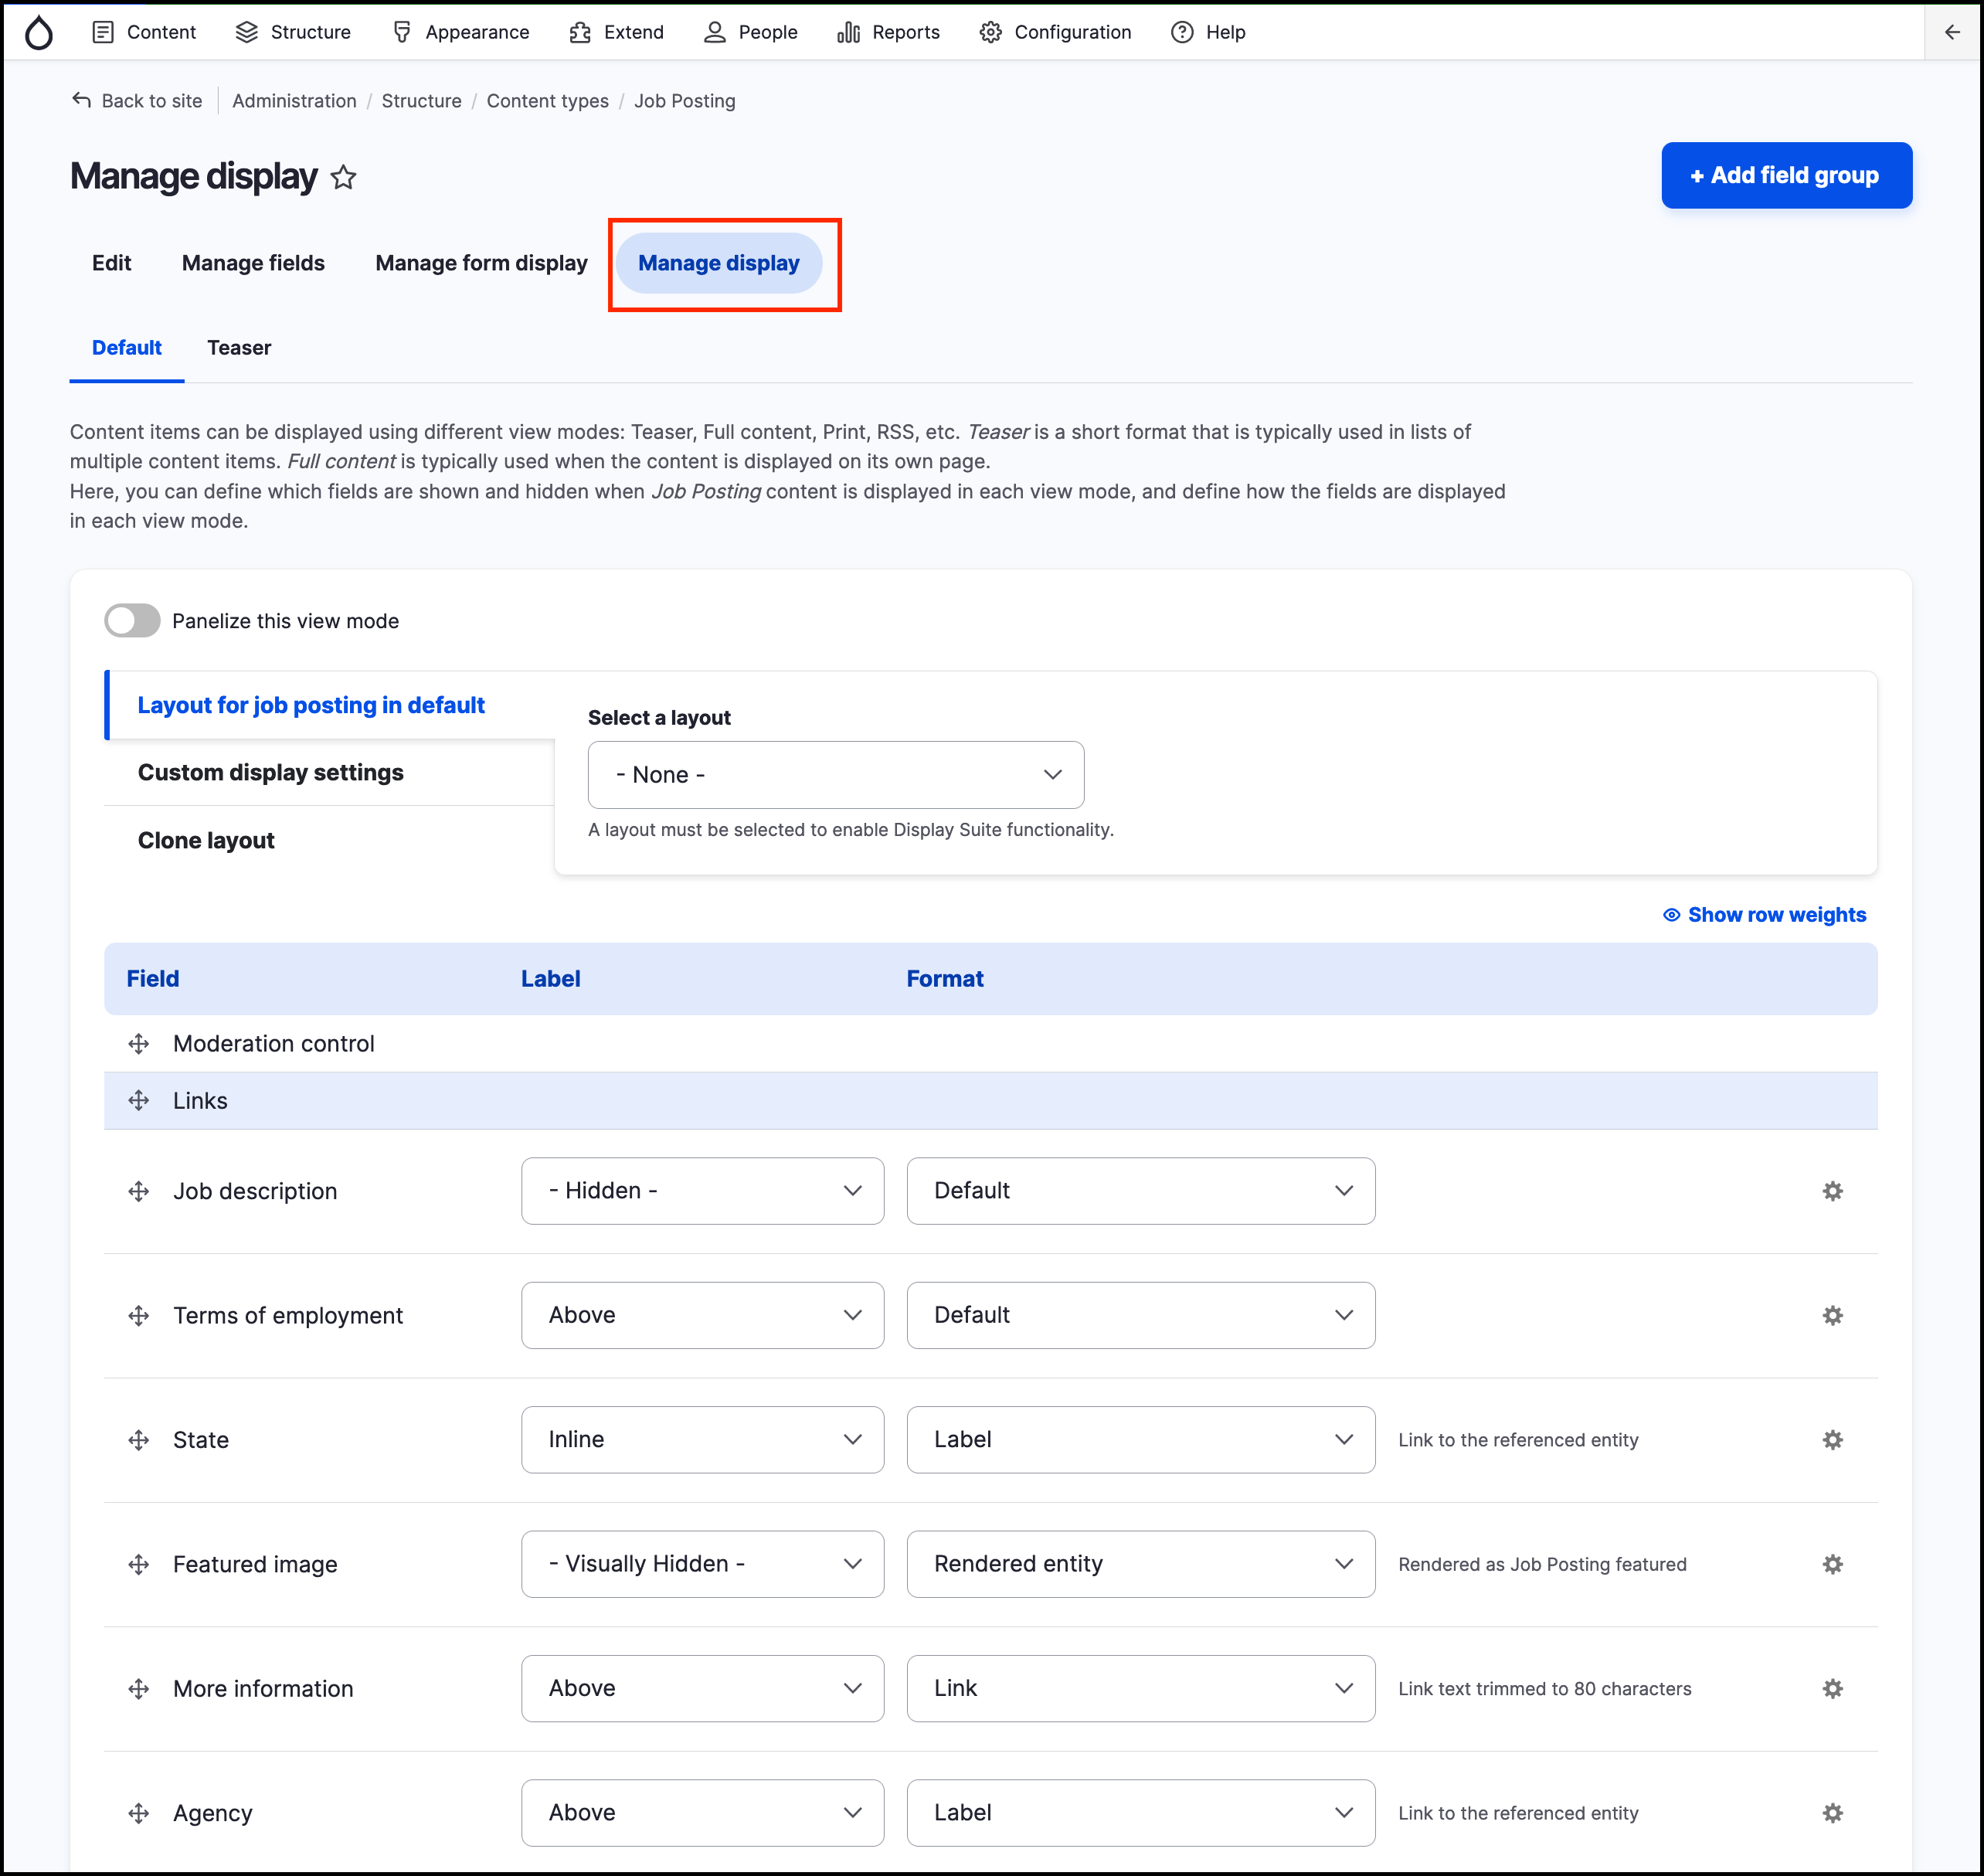 Content Structure Appearance Extend People Reports Configuration Help
Back to site Administration / Structure / Content types / Job Posting
Manage display
+ Add field group
Edit Manage fields Manage form display Manage display
Default Teaser
Content items can be displayed using different view modes: Teaser, Full content, Print, RSS, etc. Teaser is a short format that is typically used in lists of
multiple content items. Full content is typically used when the content is displayed on its own page.
Here, you can define which fields are shown and hidden when Job Posting content is displayed in each view mode, and define how the fields are displayed
in each view mode.
Panelize this view mode
Layout for job posting in default
Custom display settings
Clone layout
Select a layout
- None -
A layout must be selected to enable Display Suite functionality.
Show row weights
Field Label Format
Moderation control
Links
Job description - Hidden - Default
Terms of employment Above Default
State Inline Label Link to the referenced entity
Featured image - Visually Hidden - Rendered entity Rendered as Job Posting featured
More information Above Link Link text trimmed to 80 characters
Agency Above Label Link to the referenced entity